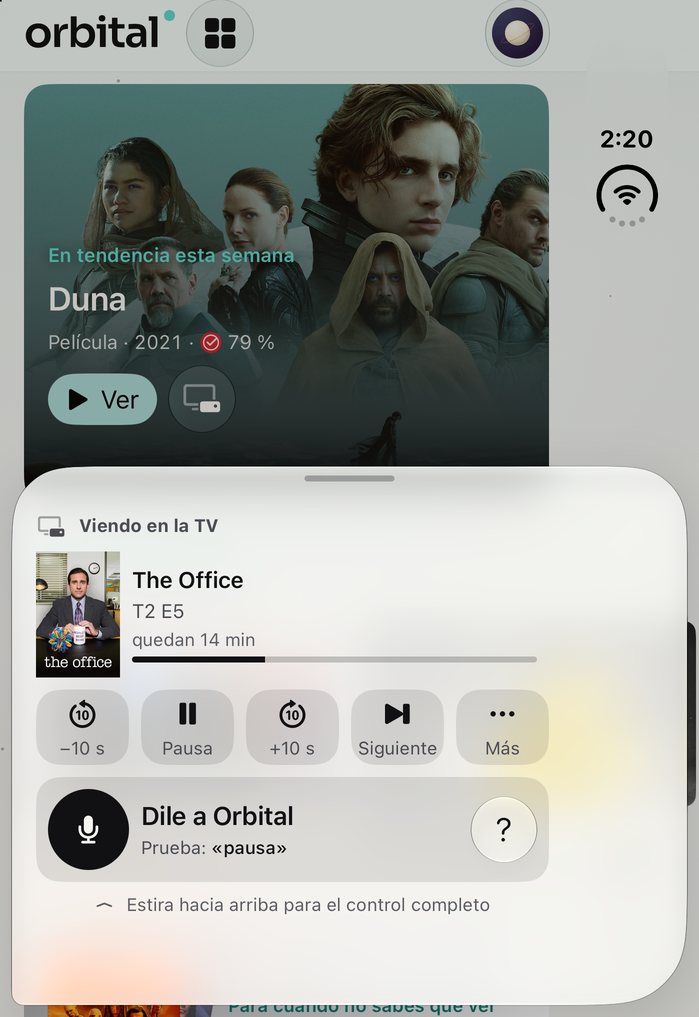 orbital
2:20
En tendencia esta semana
Duna
Película · 2021 · 79 %
Ver
Viendo en la TV
The Office
T2 E5
quedan 14 min
the office
10
10
−10 s
Pausa
+10 s
Siguiente
Más
Dile a Orbital
Prueba: «pausa»
?
Estira hacia arriba para el control completo
Para cuando no sabes qué ver